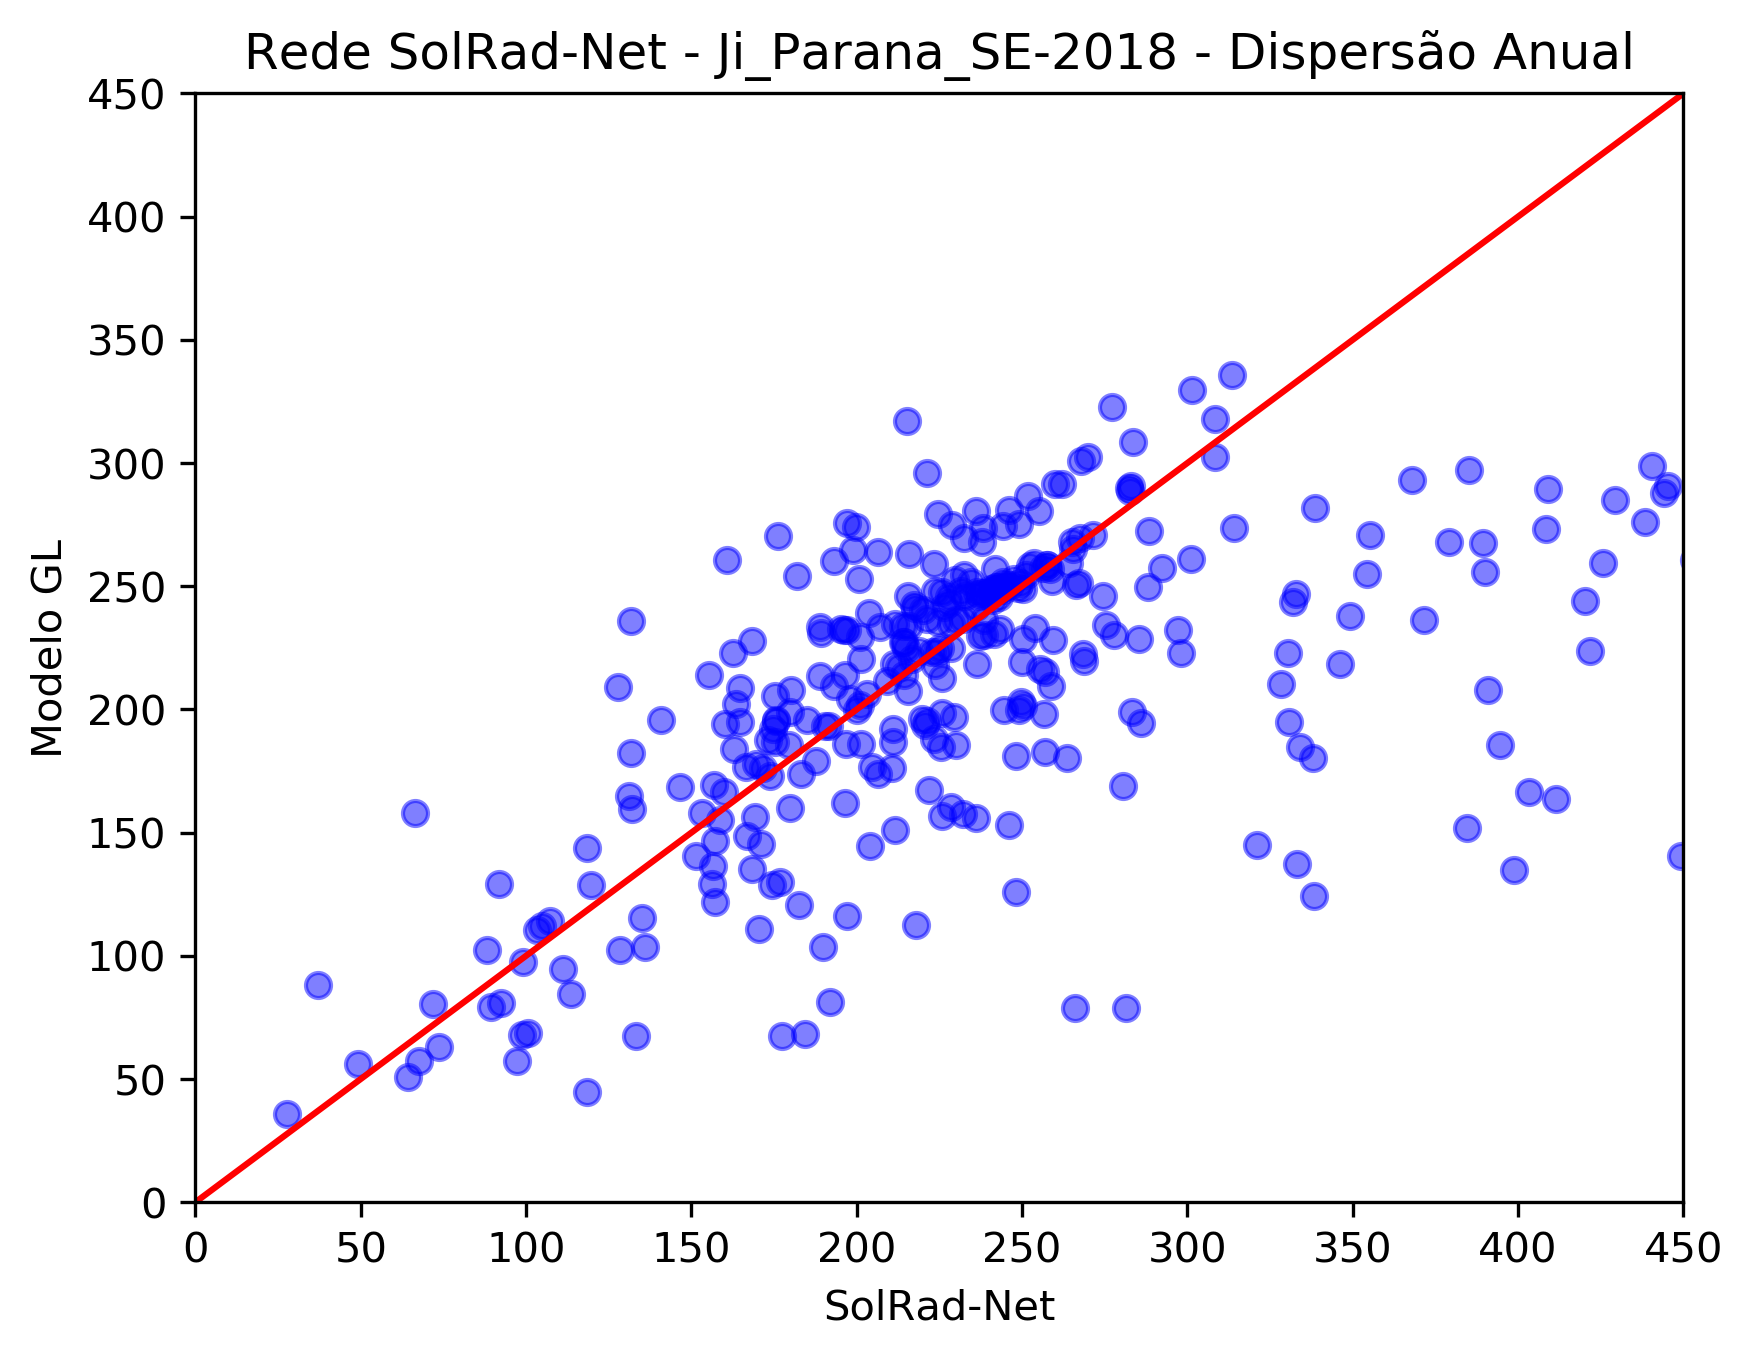 Rede SolRad-Net - Ji_Parana_SE-2018 - Dispersão Anual
450
400
350
300
250
200
150
100
50
0
Modelo GL
0 50 100 150 200 250 300 350 400 450
SolRad-Net